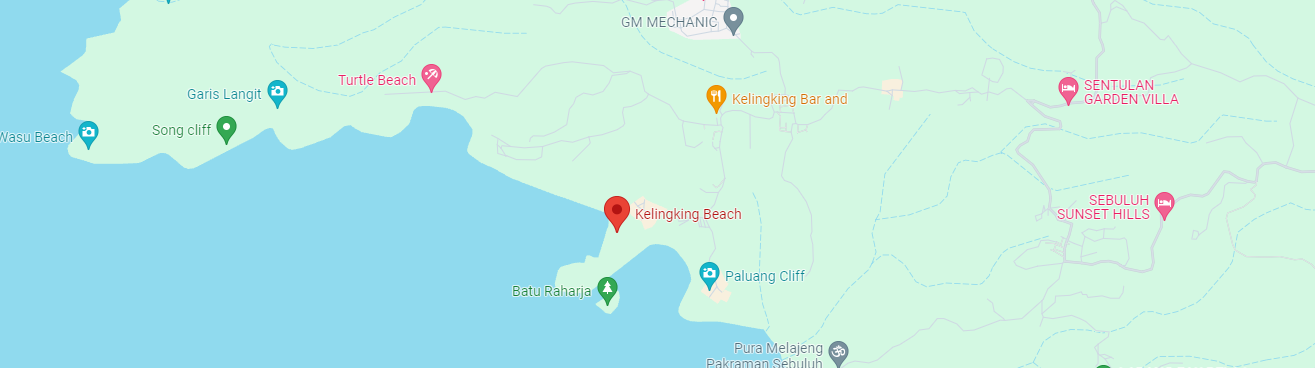 GM MECHANIC
Turtle Beach
Garis Langit
Kelingking Bar and
SENTULAN
GARDEN VILLA
Song cliff
Wasu Beach
SEBULUH
SUNSET HILLS
Kelingking Beach
Paluang Cliff
Batu Raharja
Pura Melajeng
Pakraman Sebuluh